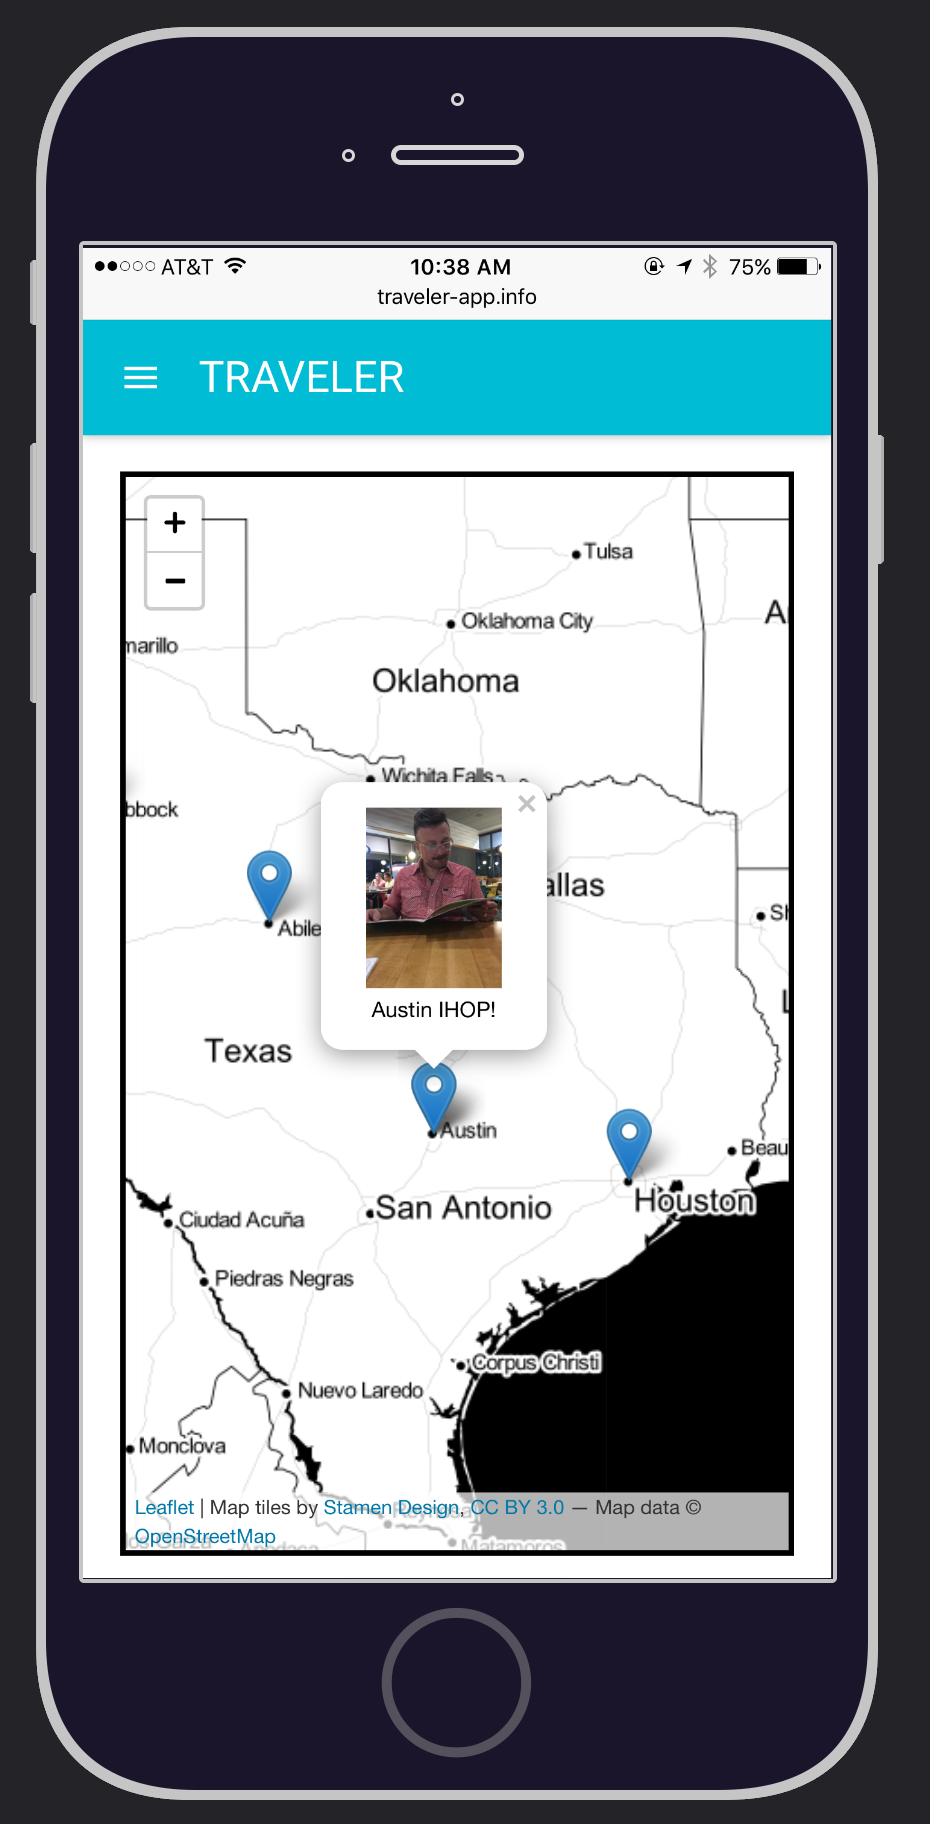 AT&T 10:38 AM 75%
traveler-app.info
TRAVELER
+
−
Tulsa
Oklahoma City
A
marillo
Oklahoma
Wichita Falls
bbock
×
allas
Sh
Abile
Austin IHOP!
L
Texas
Austin
Beau
Houston
San Antonio
Ciudad Acuña
Piedras Negras
Corpus Christi
Nuevo Laredo
Monclova
Leaflet | Map tiles by Stamen Design, CC BY 3.0 — Map data ©
OpenStreetMap
Apodaca
Matamoros